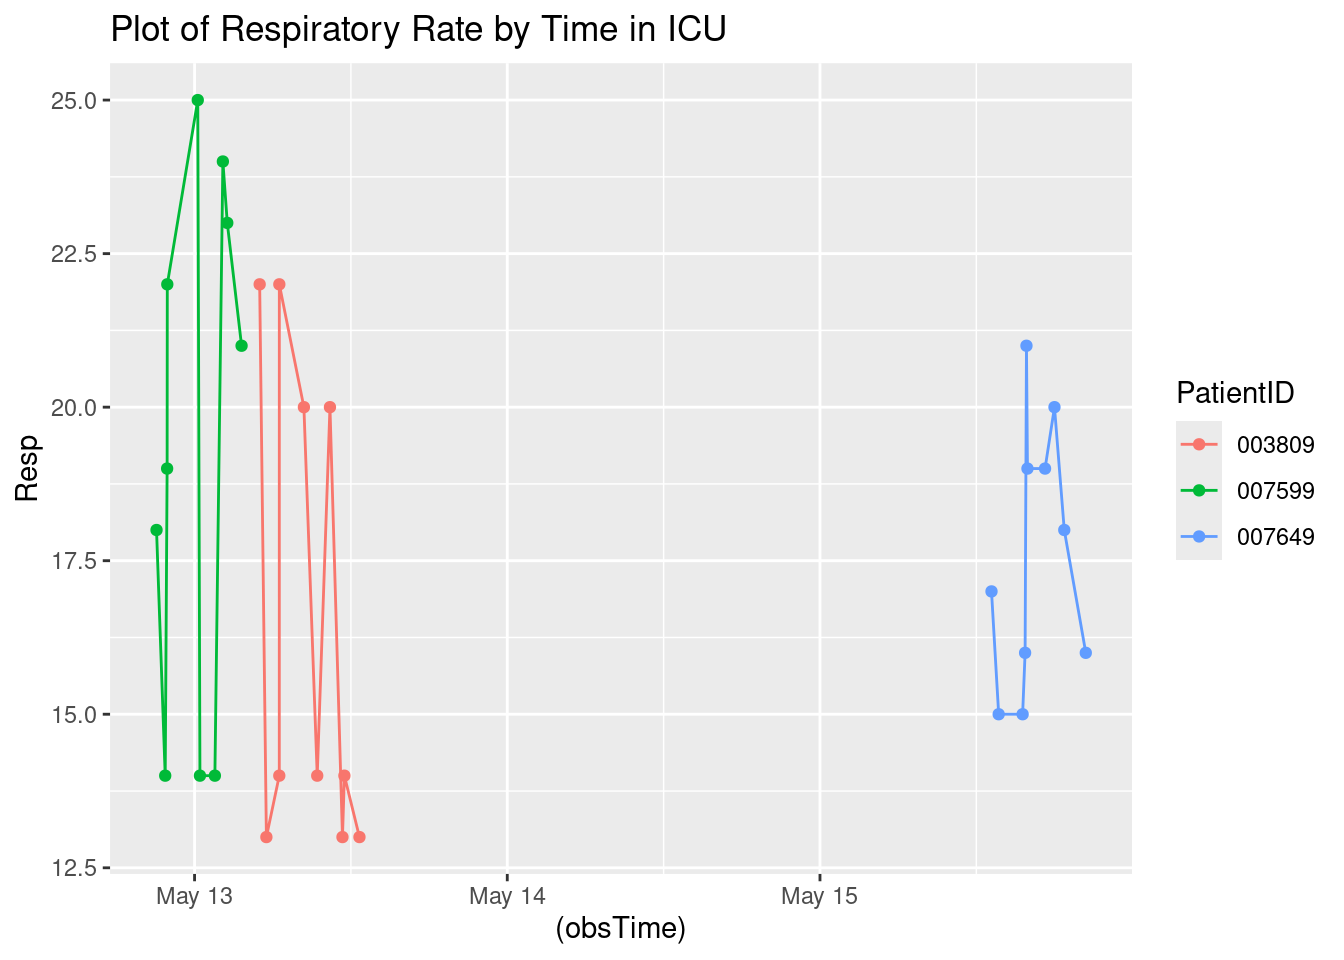 Plot of Respiratory Rate by Time in ICU
25.0
22.5
20.0
17.5
15.0
12.5
Resp
May 13
May 14
May 15
(obsTime)
PatientID
003809
007599
007649